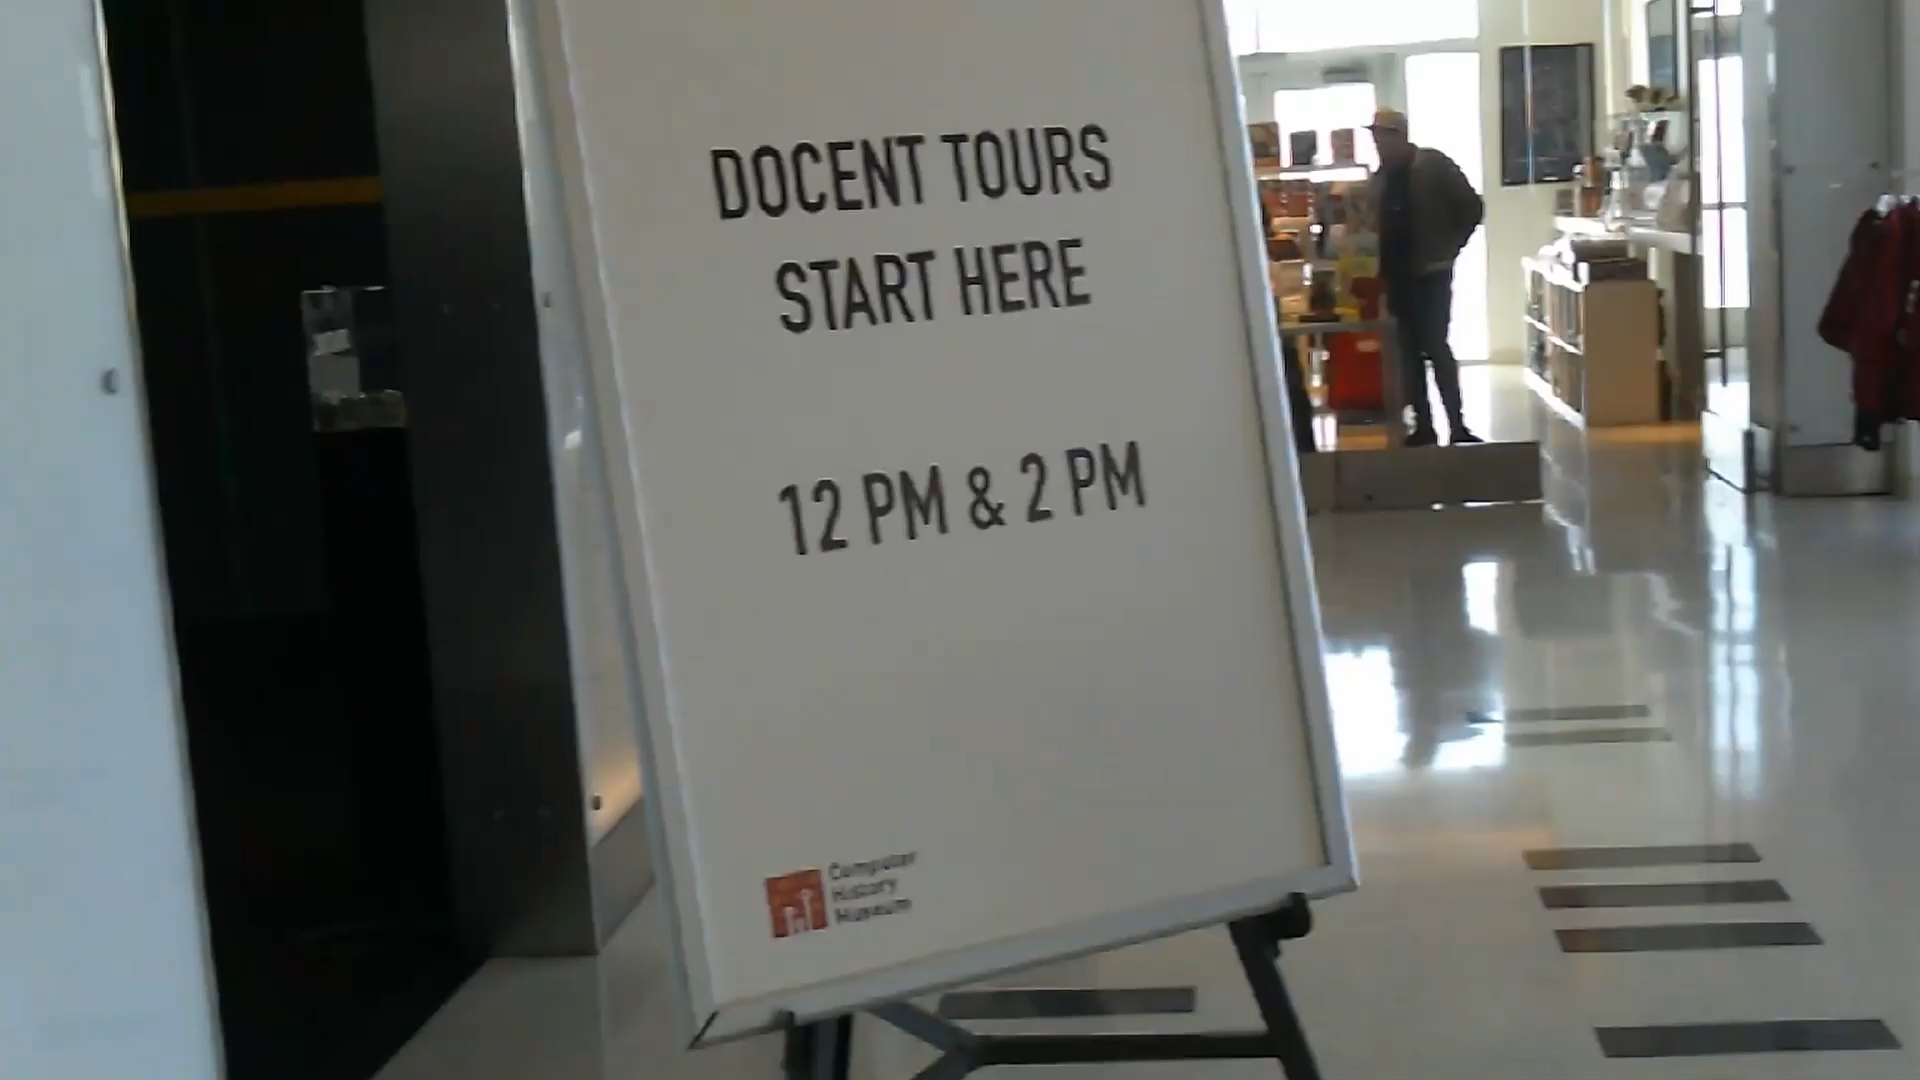 DOCENT TOURS
START HERE
12 PM & 2 PM
Computer
History
Museum